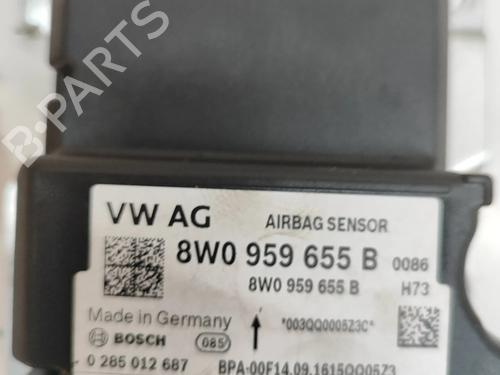 B-PARTS
VW AG AIRBAG SENSOR
8W0 959 655 B 0086
8W0 959 655 B H73
Made in Germany *003QQ0005Z3C*
BOSCH 085
0 285 012 687 BPA-00F14.09.1615QQ05Z3